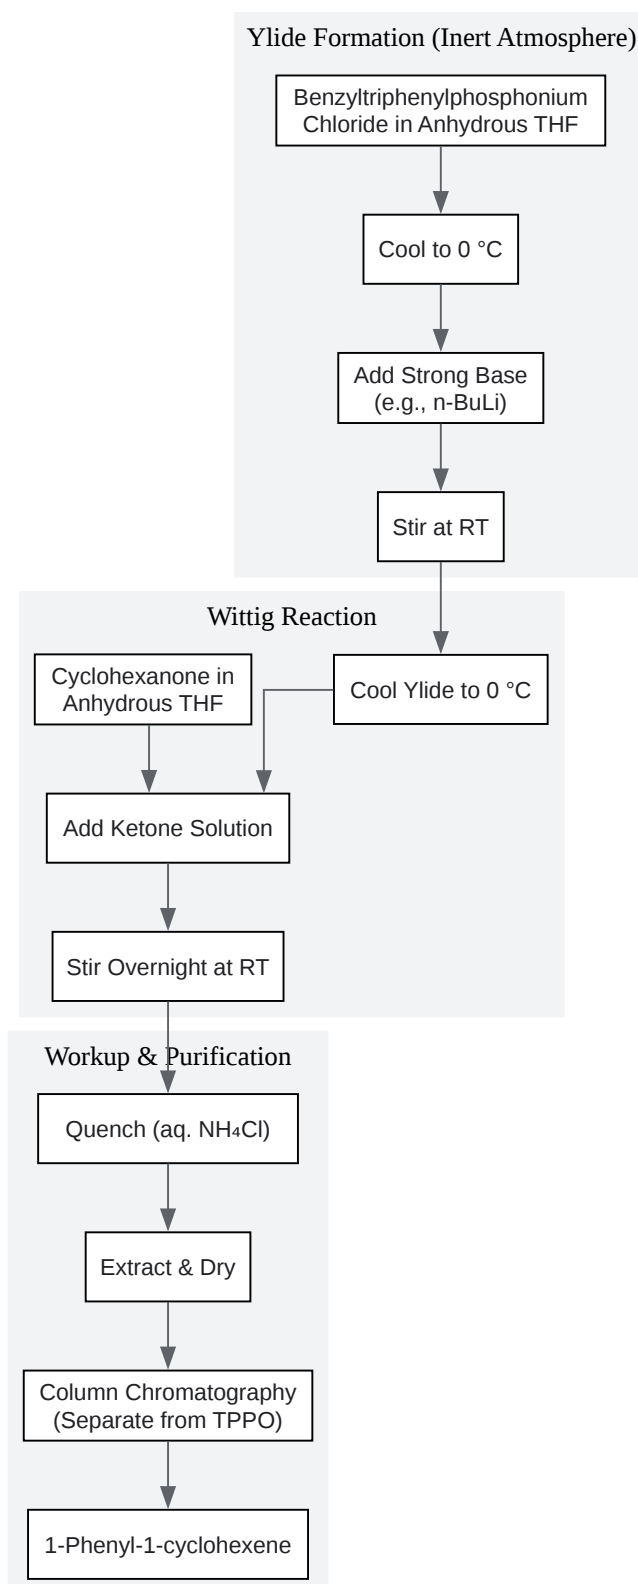 Ylide Formation (Inert Atmosphere)
Benzyltriphenylphosphonium
Chloride in Anhydrous THF
Cool to 0 °C
Add Strong Base
(e.g., n-BuLi)
Stir at RT
Wittig Reaction
Cyclohexanone in
Anhydrous THF
Cool Ylide to 0 °C
Add Ketone Solution
Stir Overnight at RT
Workup & Purification
Quench (aq. NH₄Cl)
Extract & Dry
Column Chromatography
(Separate from TPPO)
1-Phenyl-1-cyclohexene